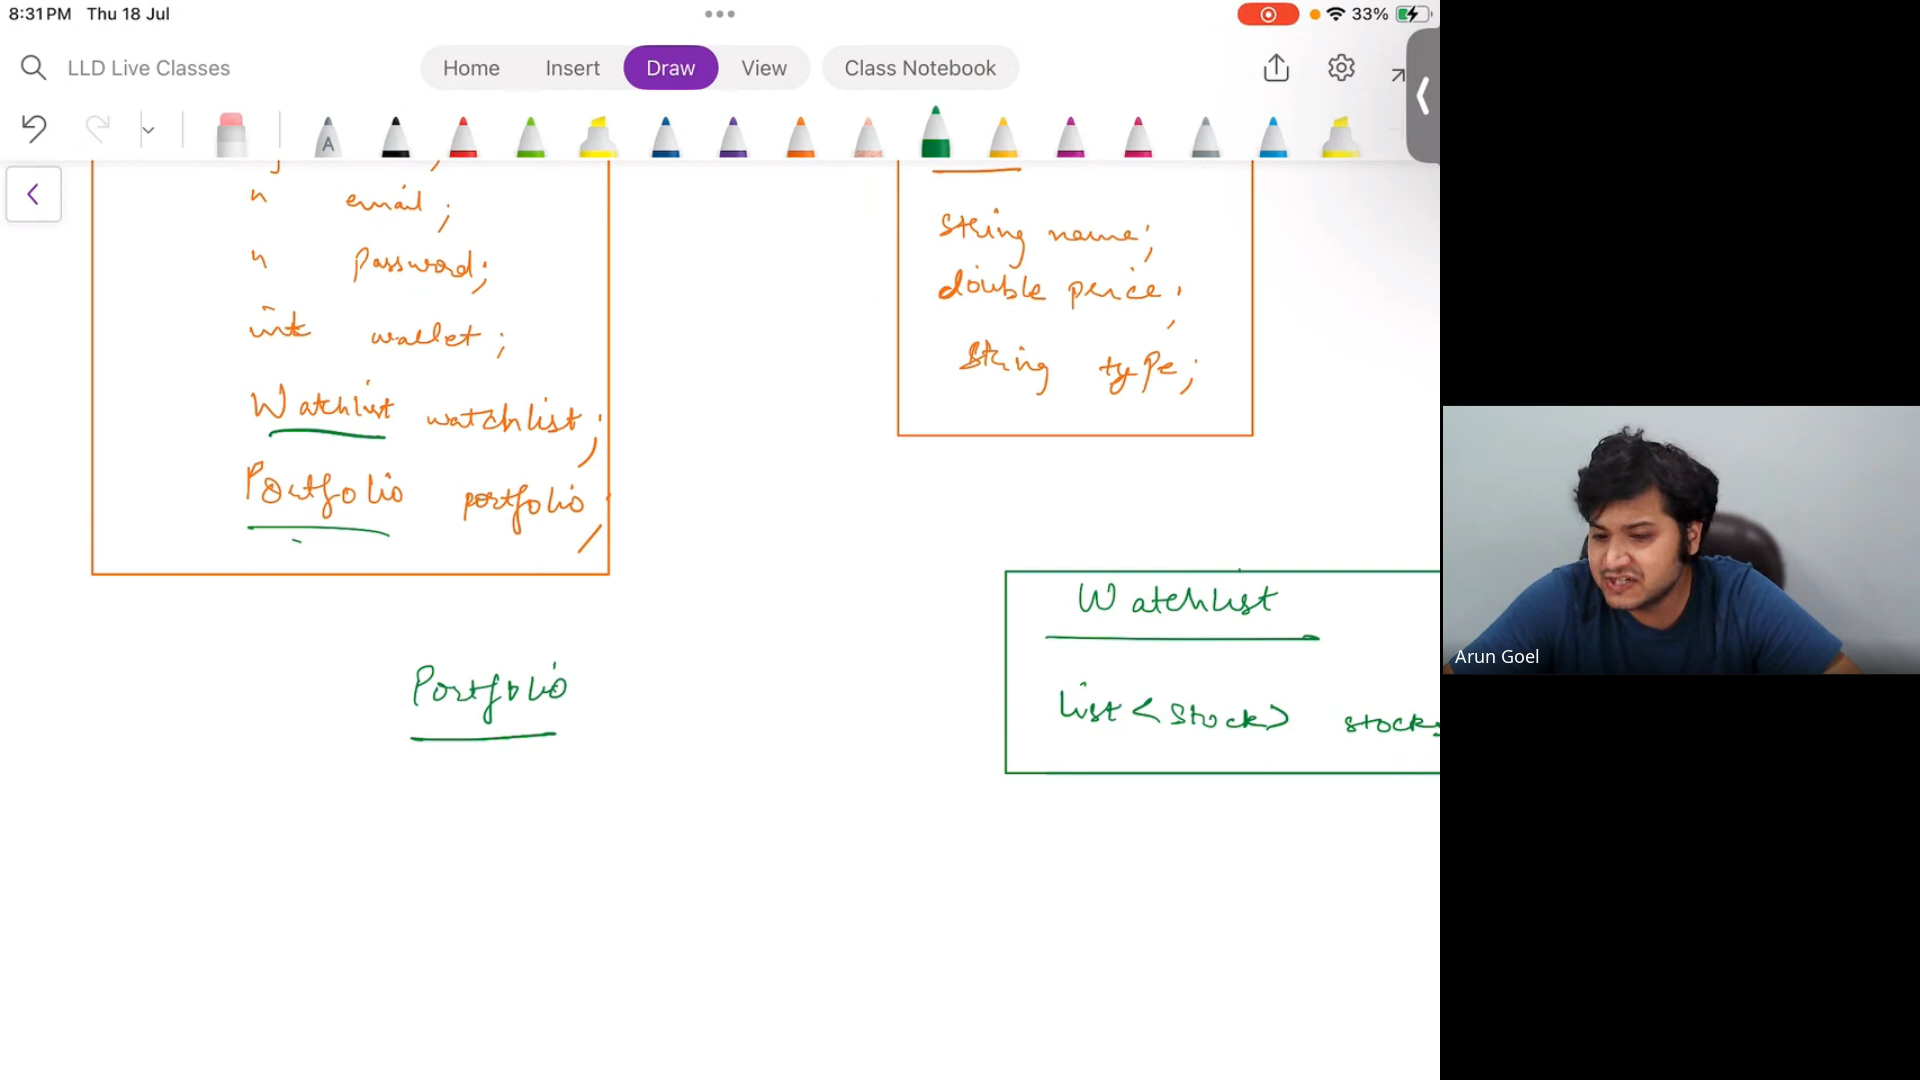 8:31 PM Thu 18 Jul
33%
LLD Live Classes
Home Insert Draw View Class Notebook
A
" email ;
" Password;
int wallet ;
Watchlist watchlist ;
Portfolio portfolio ;
String name;
double price ;
String type;
Portfolio
Watchlist
List<Stock> stocks
Arun Goel